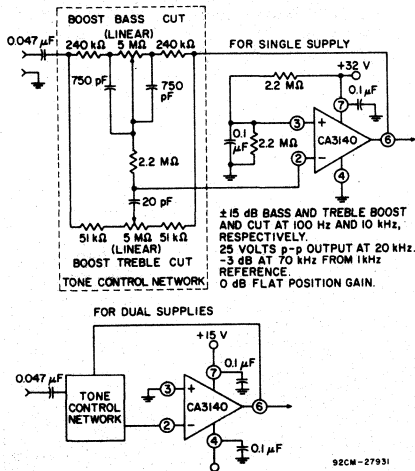 BOOST BASS CUT
(LINEAR)
0.047 µF 240 kΩ 5 MΩ 240 kΩ
FOR SINGLE SUPPLY
750 pF
750 pF
+32 V
2.2 MΩ
0.1 µF
7
3
+
CA3140
6
0.1 µF
2.2 MΩ
2
–
4
2.2 MΩ
20 pF
51 kΩ 5 MΩ 51 kΩ
(LINEAR)
BOOST TREBLE CUT
TONE CONTROL NETWORK
±15 dB BASS AND TREBLE BOOST
AND CUT AT 100 Hz AND 10 kHz,
RESPECTIVELY.
25 VOLTS p-p OUTPUT AT 20 kHz.
-3 dB AT 70 kHz FROM 1kHz
REFERENCE.
0 dB FLAT POSITION GAIN.
FOR DUAL SUPPLIES
+15 V
0.1 µF
7
0.047 µF
TONE
CONTROL
NETWORK
3
+
CA3140
6
2
–
4
0.1 µF
92CM-27931